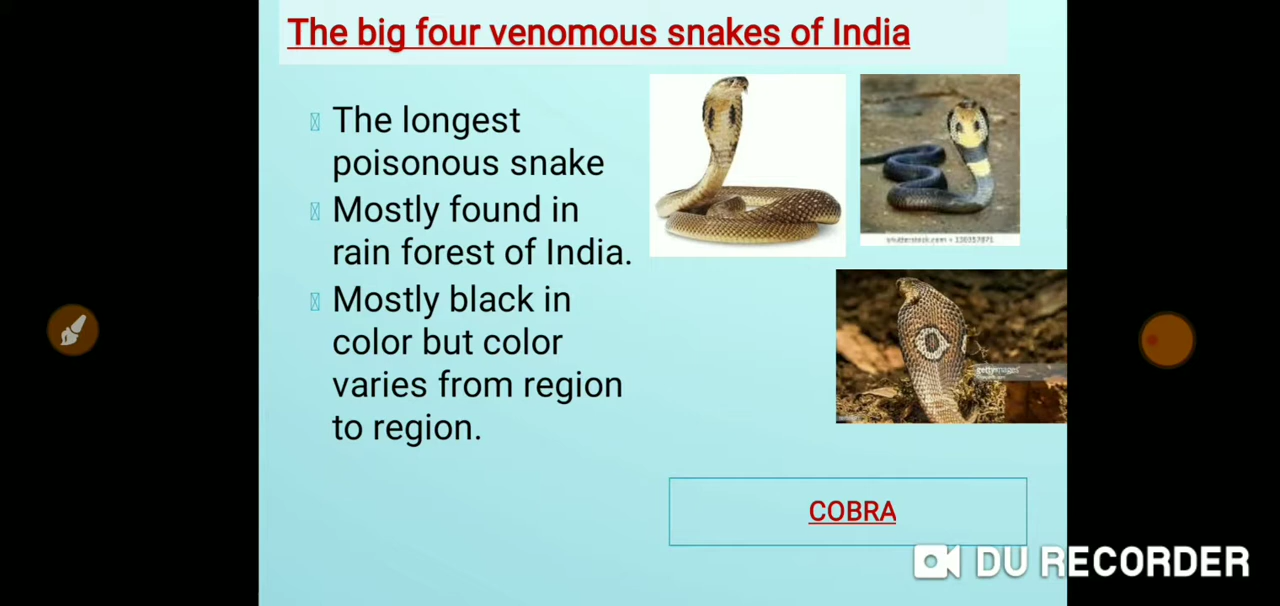 The big four venomous snakes of India
The longest
poisonous snake
Mostly found in
rain forest of India.
Mostly black in
color but color
varies from region
to region.
gettyimages
COBRA
DU RECORDER